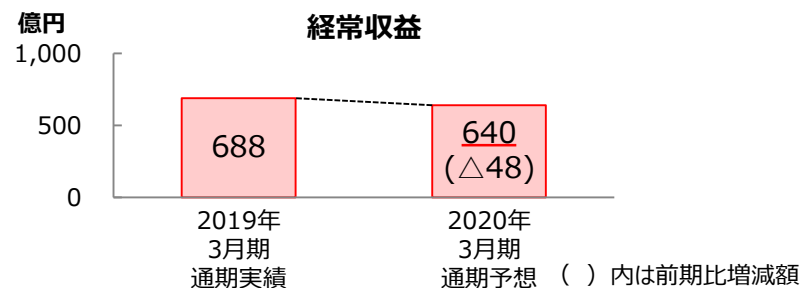 億円
経常収益
1,000
500
0
688
640
(△48)
2019年
3月期
通期実績
2020年
3月期
通期予想
（ ）内は前期比増減額